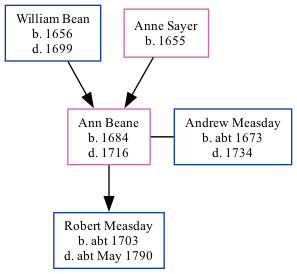 William Bean
b. 1656
d. 1699
Anne Sayer
b. 1655
Ann Beane
b. 1684
d. 1716
Andrew Measday
b. abt 1673
d. 1734
Robert Measday
b. abt 1703
d. abt May 1790